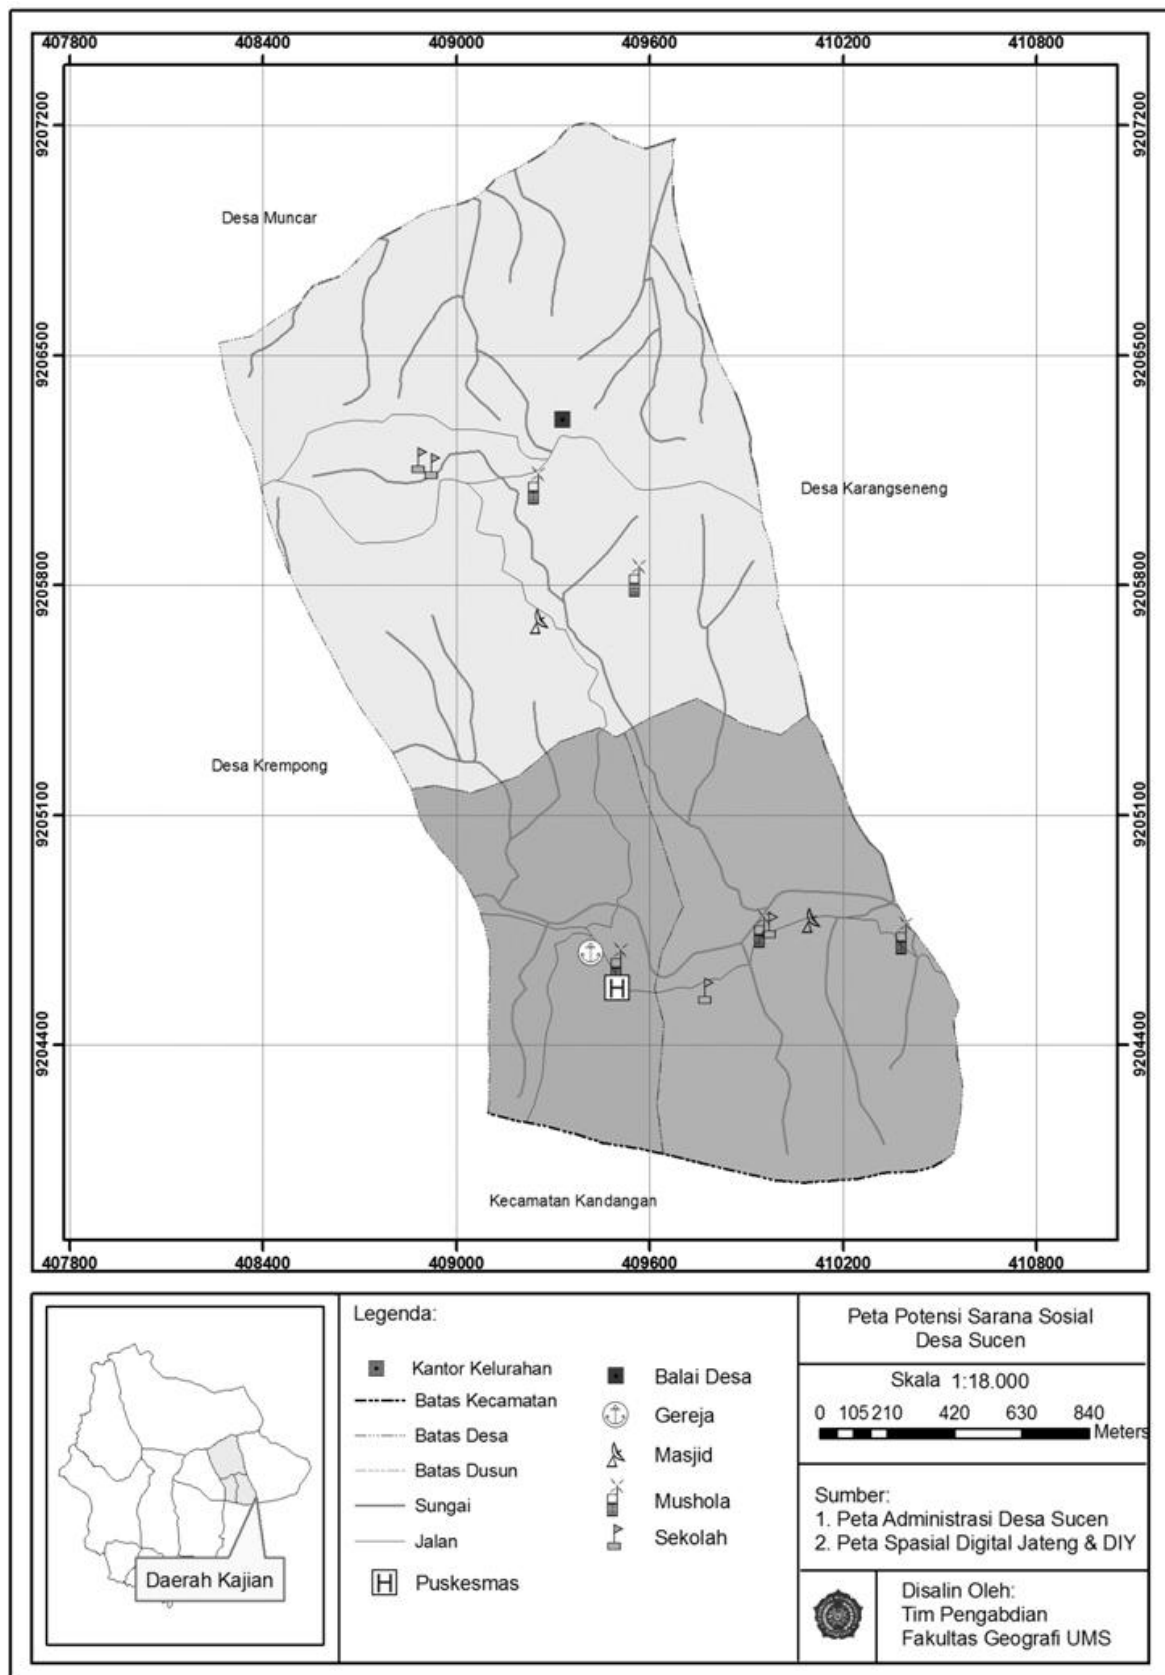 407800 408400 409000 409600 410200 410800
9207200 9207200
Desa Muncar
9206500 9206500
Desa Karangseneng
9205800 9205800
Desa Krempong
9205100 9205100
H
9204400 9204400
Kecamatan Kandangan
407800 408400 409000 409600 410200 410800
Daerah Kajian
Legenda:
Kantor Kelurahan
Batas Kecamatan
Batas Desa
Batas Dusun
Sungai
Jalan
H Puskesmas
Balai Desa
Gereja
Masjid
Mushola
Sekolah
Peta Potensi Sarana Sosial
Desa Sucen
Skala 1:18.000
0 105 210 420 630 840
Meters
Sumber:
1. Peta Administrasi Desa Sucen
2. Peta Spasial Digital Jateng & DIY
Disalin Oleh:
Tim Pengabdian
Fakultas Geografi UMS